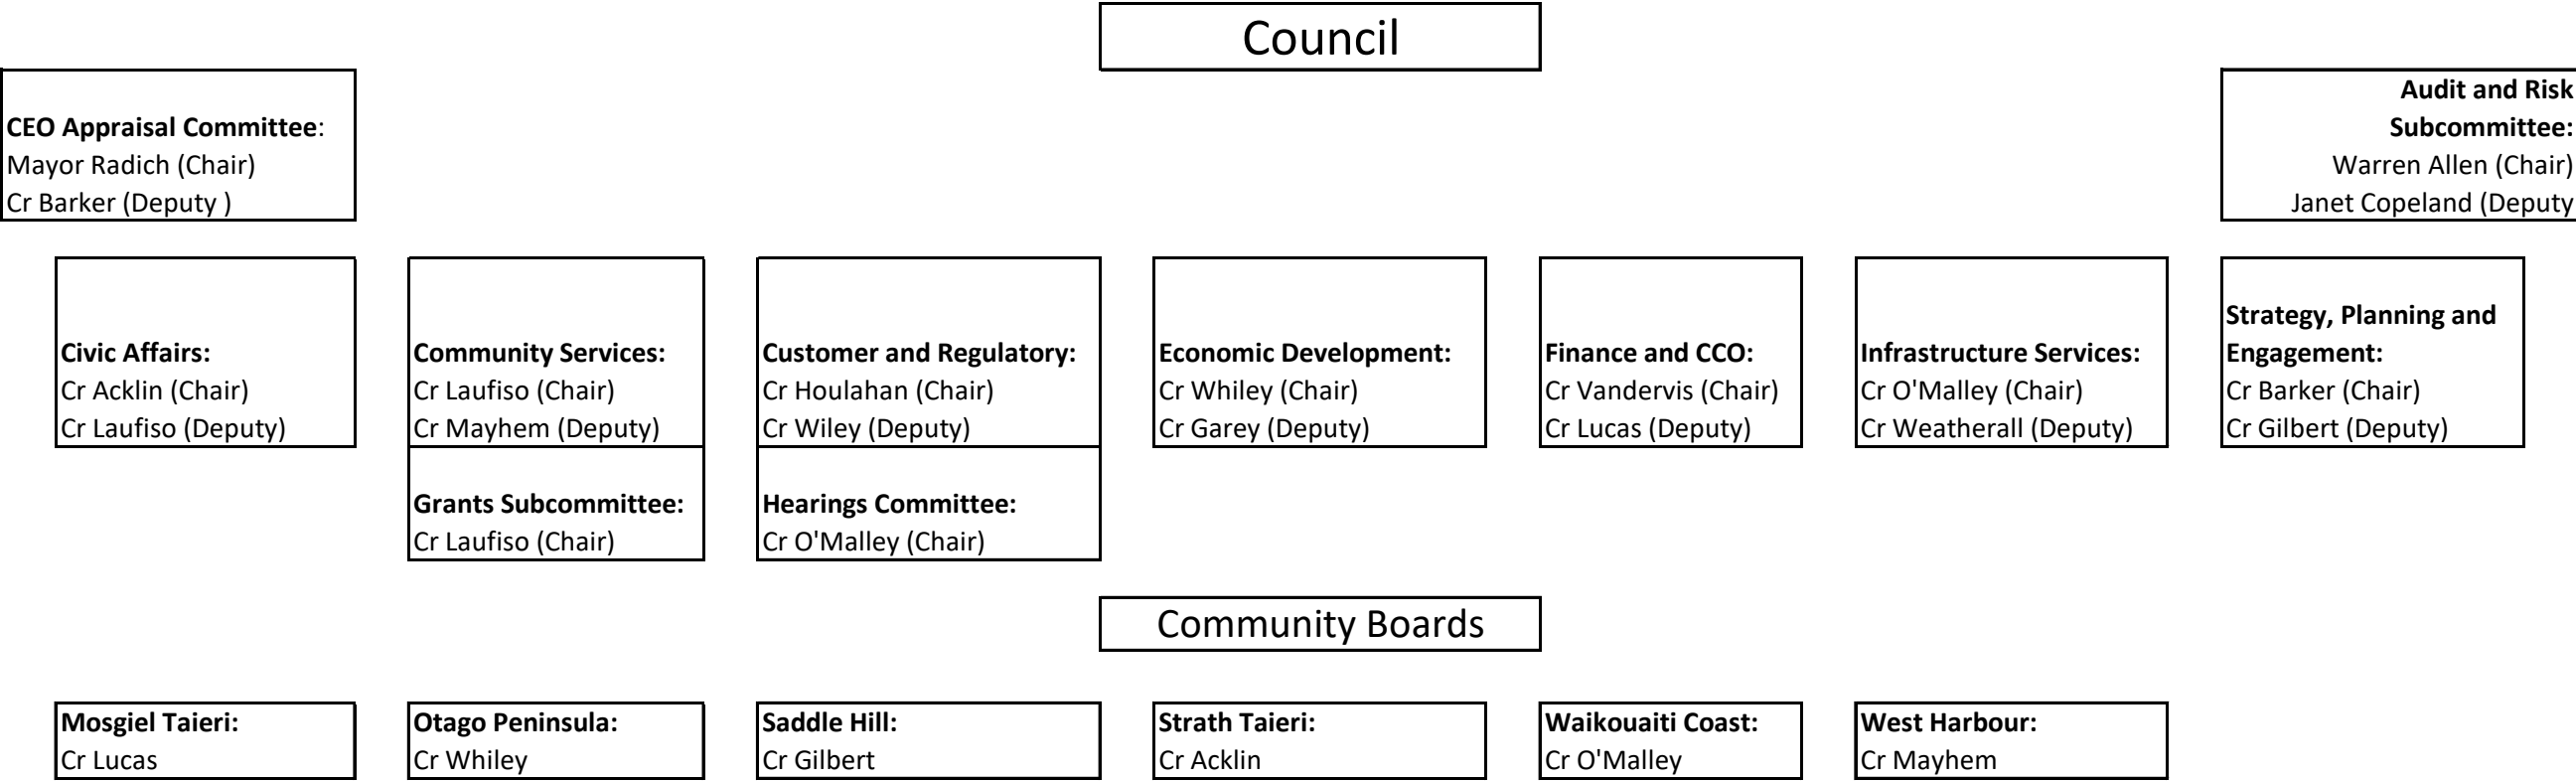 Council
CEO Appraisal Committee:
Mayor Radich (Chair)
Cr Barker (Deputy )
Audit and Risk
Subcommittee:
Warren Allen (Chair)
Janet Copeland (Deputy
Civic Affairs:
Cr Acklin (Chair)
Cr Laufiso (Deputy)
Community Services:
Cr Laufiso (Chair)
Cr Mayhem (Deputy)
Customer and Regulatory:
Cr Houlahan (Chair)
Cr Wiley (Deputy)
Economic Development:
Cr Whiley (Chair)
Cr Garey (Deputy)
Finance and CCO:
Cr Vandervis (Chair)
Cr Lucas (Deputy)
Infrastructure Services:
Cr O'Malley (Chair)
Cr Weatherall (Deputy)
Strategy, Planning and
Engagement:
Cr Barker (Chair)
Cr Gilbert (Deputy)
Grants Subcommittee:
Cr Laufiso (Chair)
Hearings Committee:
Cr O'Malley (Chair)
Community Boards
Mosgiel Taieri:
Cr Lucas
Otago Peninsula:
Cr Whiley
Saddle Hill:
Cr Gilbert
Strath Taieri:
Cr Acklin
Waikouaiti Coast:
Cr O'Malley
West Harbour:
Cr Mayhem